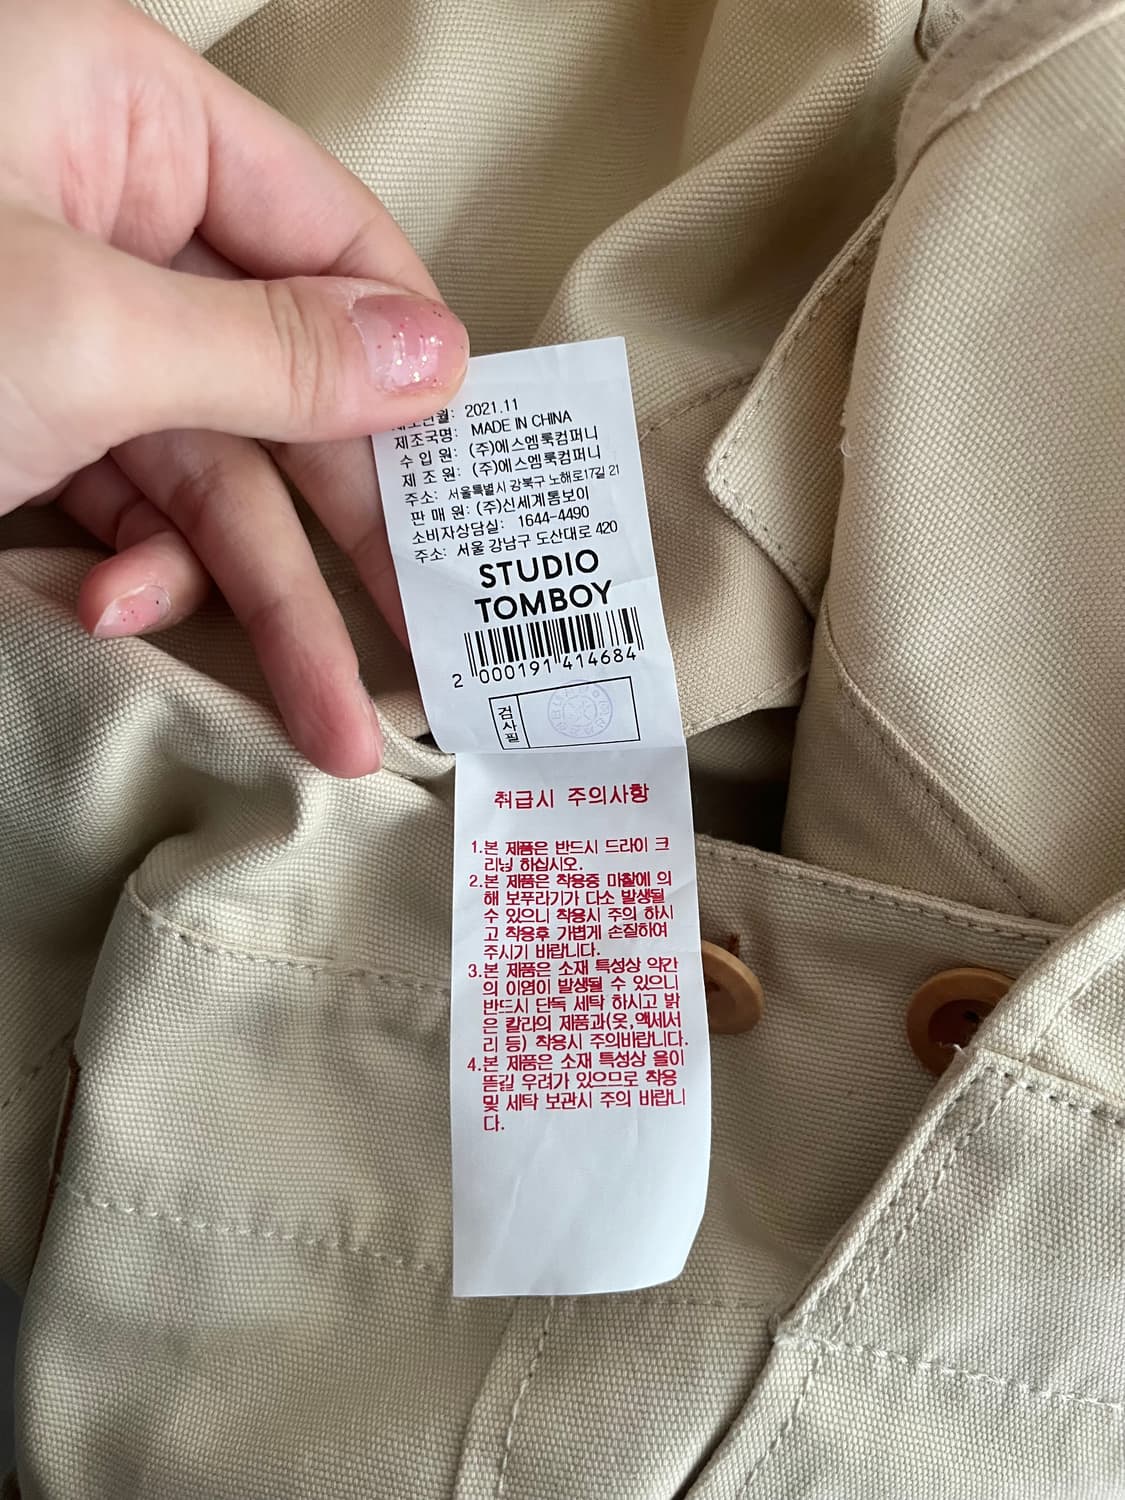 제조년월: 2021.11
제조국명: MADE IN CHINA
수 입 원: (주)에스엠룩컴퍼니
제 조 원: (주)에스엠룩컴퍼니
주소: 서울특별시 강북구 노해로17길 21
판 매 원: (주)신세계톰보이
소비자상담실: 1644-4490
주소: 서울 강남구 도산대로 420
STUDIO
TOMBOY
2 000191 414684
검사필
취급시 주의사항
1.본 제품은 반드시 드라이 크
리닝 하십시오.
2.본 제품은 착용중 마찰에 의
해 보푸라기가 다소 발생될
수 있으니 착용시 주의 하시
고 착용후 가볍게 손질하여
주시기 바랍니다.
3.본 제품은 소재 특성상 약간
의 이염이 발생될 수 있으니
반드시 단독 세탁 하시고 밝
은 칼라의 제품과(옷,액세서
리 등) 착용시 주의바랍니다.
4.본 제품은 소재 특성상 올이
뜯길 우려가 있으므로 착용
및 세탁 보관시 주의 바랍니
다.